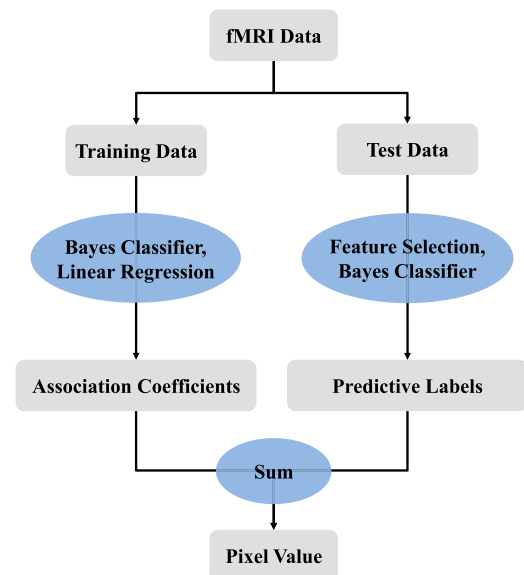 fMRI Data
Training Data
Test Data
Bayes Classifier,
Linear Regression
Feature Selection,
Bayes Classifier
Association Coefficients
Predictive Labels
Sum
Pixel Value